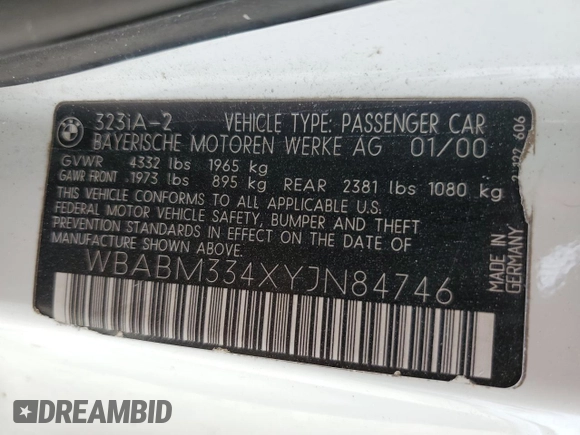 BMW
323iA-2 VEHICLE TYPE: PASSENGER CAR
BAYERISCHE MOTOREN WERKE AG 01/00
GVWR 4332 lbs 1965 kg
GAWR FRONT 1973 lbs 895 kg REAR 2381 lbs 1080 kg
THIS VEHICLE CONFORMS TO ALL APPLICABLE U.S.
FEDERAL MOTOR VEHICLE SAFETY, BUMPER AND THEFT
PREVENTION STANDARDS IN EFFECT ON THE DATE OF
MANUFACTURE SHOWN ABOVE.
WBABM334XYJN84746
MADE IN
GERMANY
606
DREAMBID